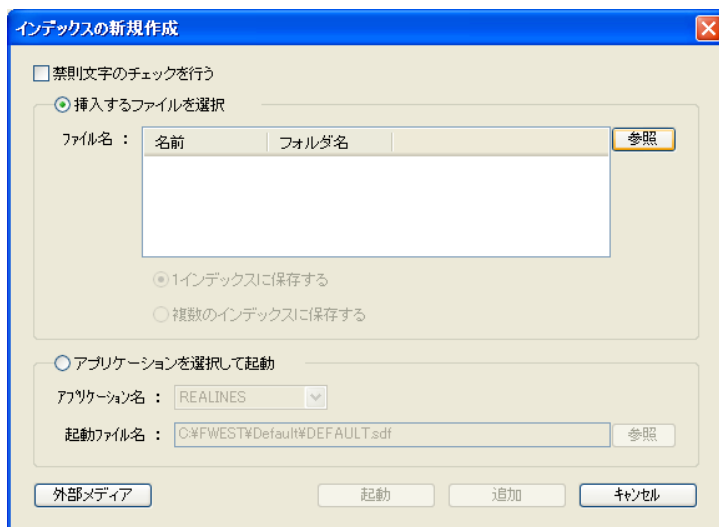 インデックスの新規作成
禁則文字のチェックを行う
挿入するファイルを選択
ファイル名 : 名前 フォルダ名 参照
1インデックスに保存する
複数のインデックスに保存する
アプリケーションを選択して起動
アプリケーション名 : REALINES
起動ファイル名 : C:¥FWEST¥Default¥DEFAULT.sdf 参照
外部メディア 起動 追加 キャンセル